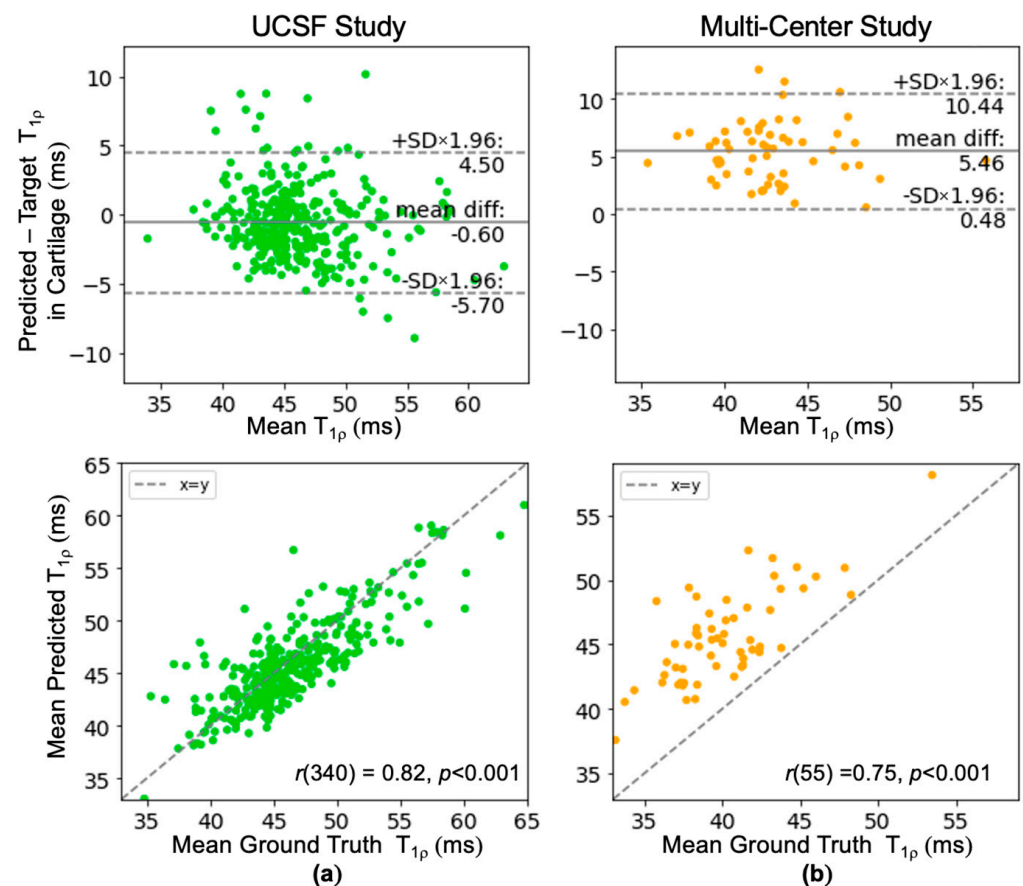 UCSF Study
Multi-Center Study
Predicted – Target T1ρ
in Cartilage (ms)
10
5
0
−5
−10
+SD×1.96:
4.50
mean diff:
-0.60
-SD×1.96:
-5.70
35 40 45 50 55 60
Mean T1ρ (ms)
10
5
0
−5
−10
+SD×1.96:
10.44
mean diff:
5.46
-SD×1.96:
0.48
35 40 45 50 55
Mean T1ρ (ms)
Mean Predicted T1ρ (ms)
65
60
55
50
45
40
35
x=y
r(340) = 0.82, p<0.001
35 40 45 50 55 60 65
Mean Ground Truth T1ρ (ms)
(a)
55
50
45
40
35
x=y
r(55) =0.75, p<0.001
35 40 45 50 55
Mean Ground Truth T1ρ (ms)
(b)